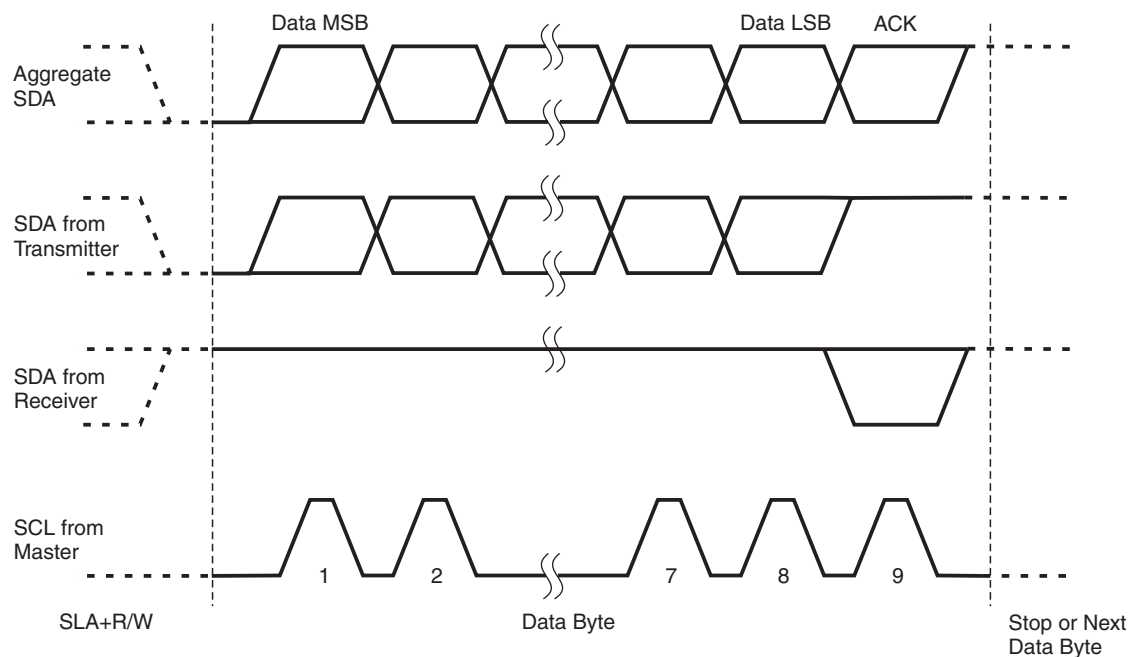 Data MSB
Data LSB
ACK
Aggregate
SDA
SDA from
Transmitter
SDA from
Receiver
SCL from
Master
1
2
7
8
9
SLA+R/W
Data Byte
Stop or Next
Data Byte